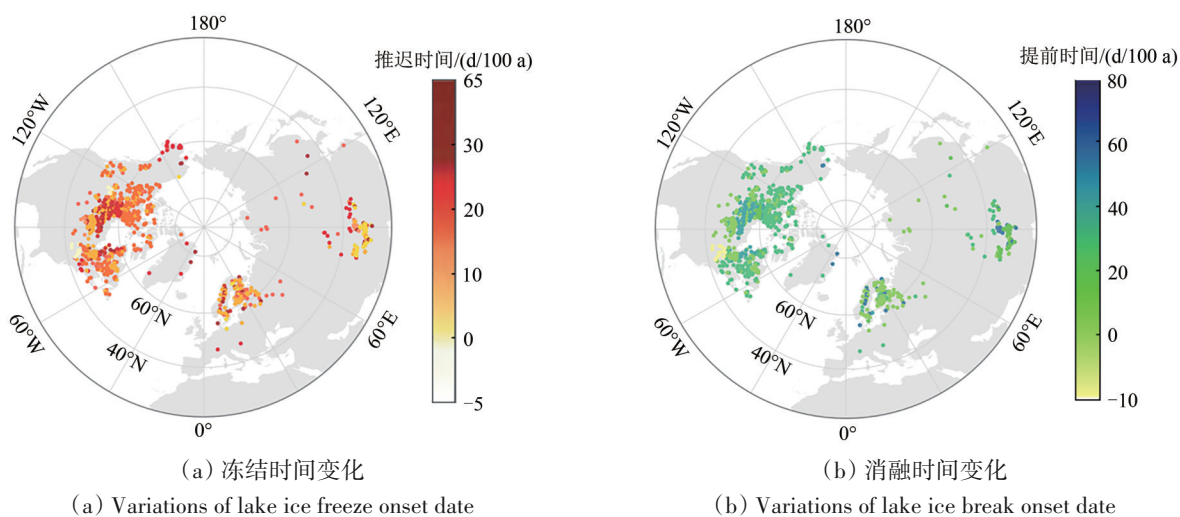 180°
推迟时间/(d/100 a)
65
30
20
10
0
−5
120°W
120°E
60°W
60°E
60°N
40°N
0°
(a) 冻结时间变化
(a) Variations of lake ice freeze onset date
180°
提前时间/(d/100 a)
80
60
40
20
0
−10
120°W
120°E
60°W
60°E
60°N
40°N
0°
(b) 消融时间变化
(b) Variations of lake ice break onset date